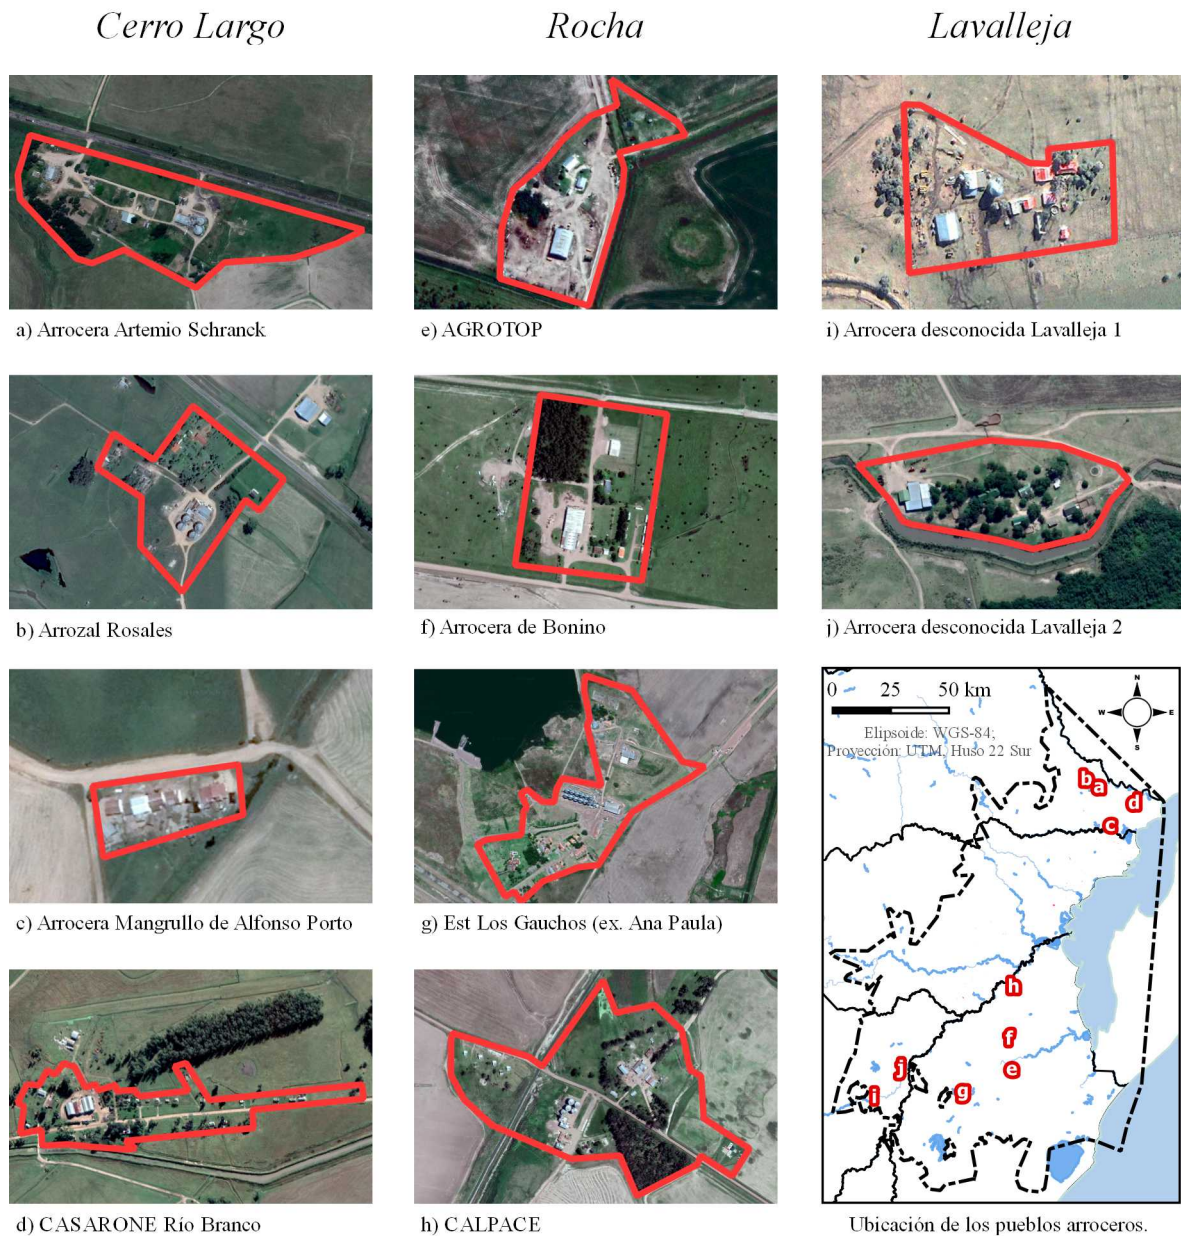 Cerro Largo
Rocha
Lavalleja
a) Arrocera Artemio Schranck
e) AGROTOP
i) Arrocera desconocida Lavalleja 1
b) Arrozal Rosales
f) Arrocera de Bonino
j) Arrocera desconocida Lavalleja 2
c) Arrocera Mangrullo de Alfonso Porto
g) Est Los Gauchos (ex. Ana Paula)
d) CASARONE Río Branco
h) CALPACE
0 25 50 km
Elipsoide: WGS-84;
Proyección: UTM, Huso 22 Sur
N
W
E
S
b
a
d
c
h
f
e
j
g
i
Ubicación de los pueblos arroceros.